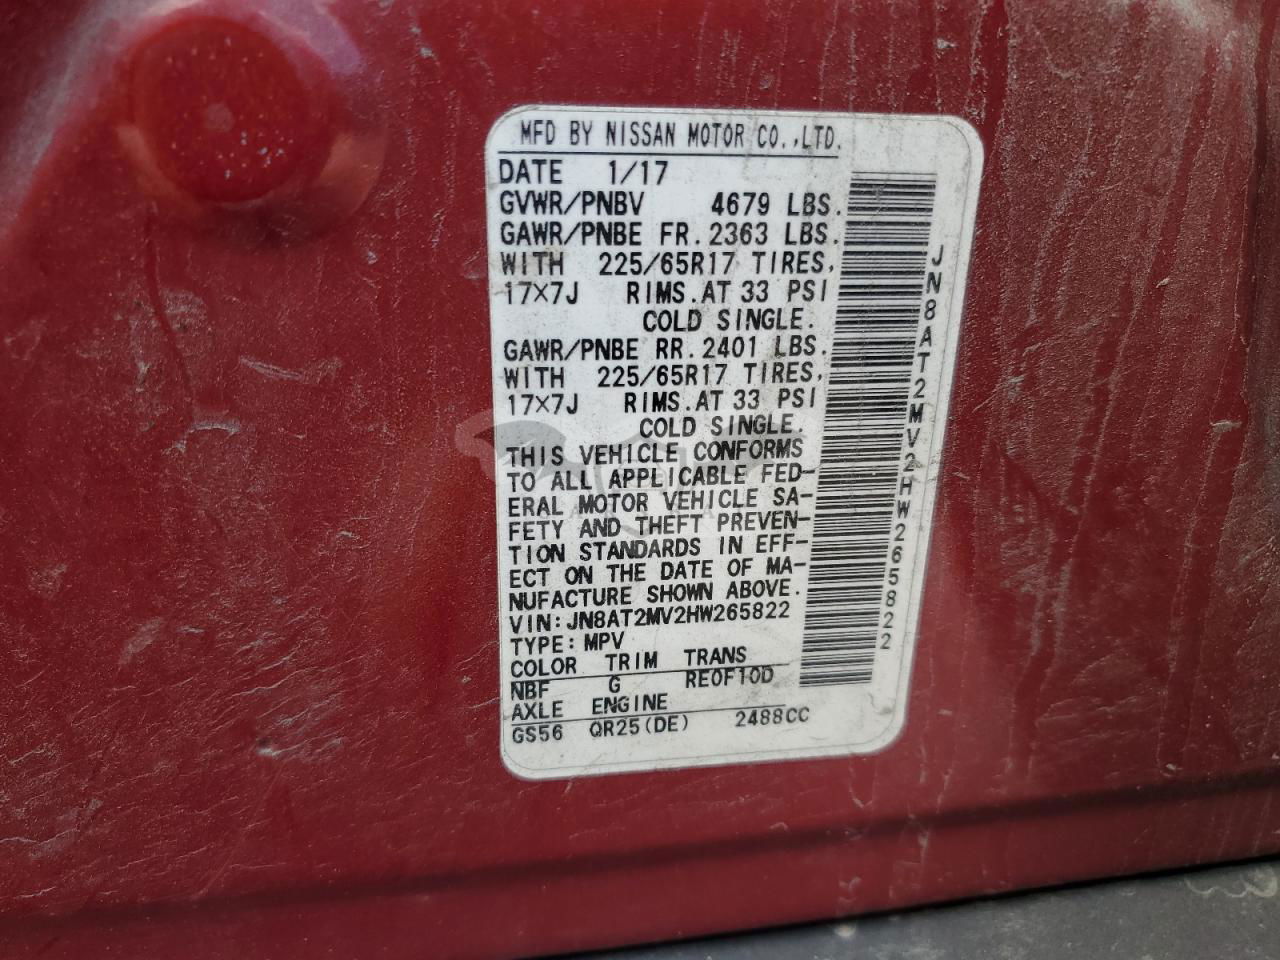 MFD BY NISSAN MOTOR CO.,LTD.
DATE 1/17
GVWR/PNBV 4679 LBS.
GAWR/PNBE FR. 2363 LBS.
WITH 225/65R17 TIRES,
17×7J RIMS. AT 33 PSI
COLD SINGLE.
GAWR/PNBE RR. 2401 LBS.
WITH 225/65R17 TIRES,
17×7J RIMS. AT 33 PSI
COLD SINGLE.
THIS VEHICLE CONFORMS
TO ALL APPLICABLE FED-
ERAL MOTOR VEHICLE SA-
FETY AND THEFT PREVEN-
TION STANDARDS IN EFF-
ECT ON THE DATE OF MA-
NUFACTURE SHOWN ABOVE.
VIN: JN8AT2MV2HW265822
TYPE: MPV
COLOR TRIM TRANS
NBF G RE0F10D
AXLE ENGINE
GS56 QR25(DE) 2488CC
JN8AT2MV2HW265822